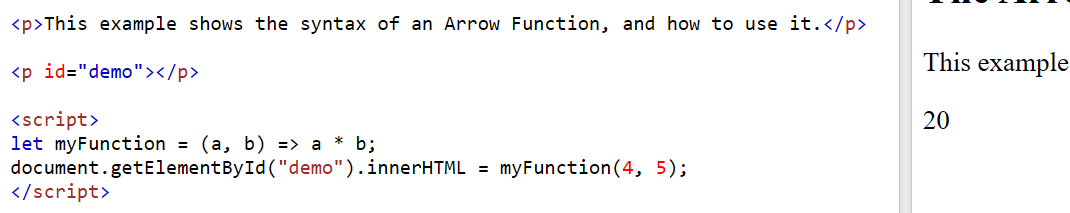 <p>This example shows the syntax of an Arrow Function, and how to use it.</p>
<p id="demo"></p>
<script>
let myFunction = (a, b) => a * b;
document.getElementById("demo").innerHTML = myFunction(4, 5);
</script>
This example
20